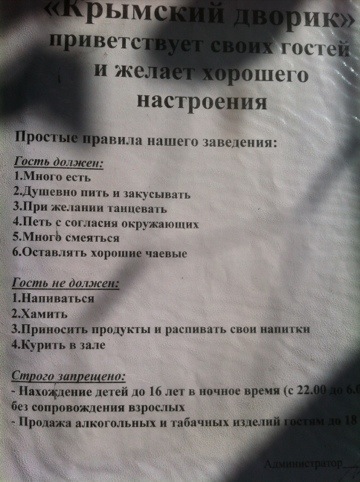 «Крымский дворик»
приветствует своих гостей
и желает хорошего
настроения
Простые правила нашего заведения:
Гость должен:
1.Много есть
2.Душевно пить и закусывать
3.При желании танцевать
4.Петь с согласия окружающих
5.Много смеяться
6.Оставлять хорошие чаевые
Гость не должен:
1.Напиваться
2.Хамить
3.Приносить продукты и распивать свои напитки
4.Курить в зале
Строго запрещено:
- Нахождение детей до 16 лет в ночное время (с 22.00 до 6.0
без сопровождения взрослых
- Продажа алкогольных и табачных изделий гостям до 18
Администратор